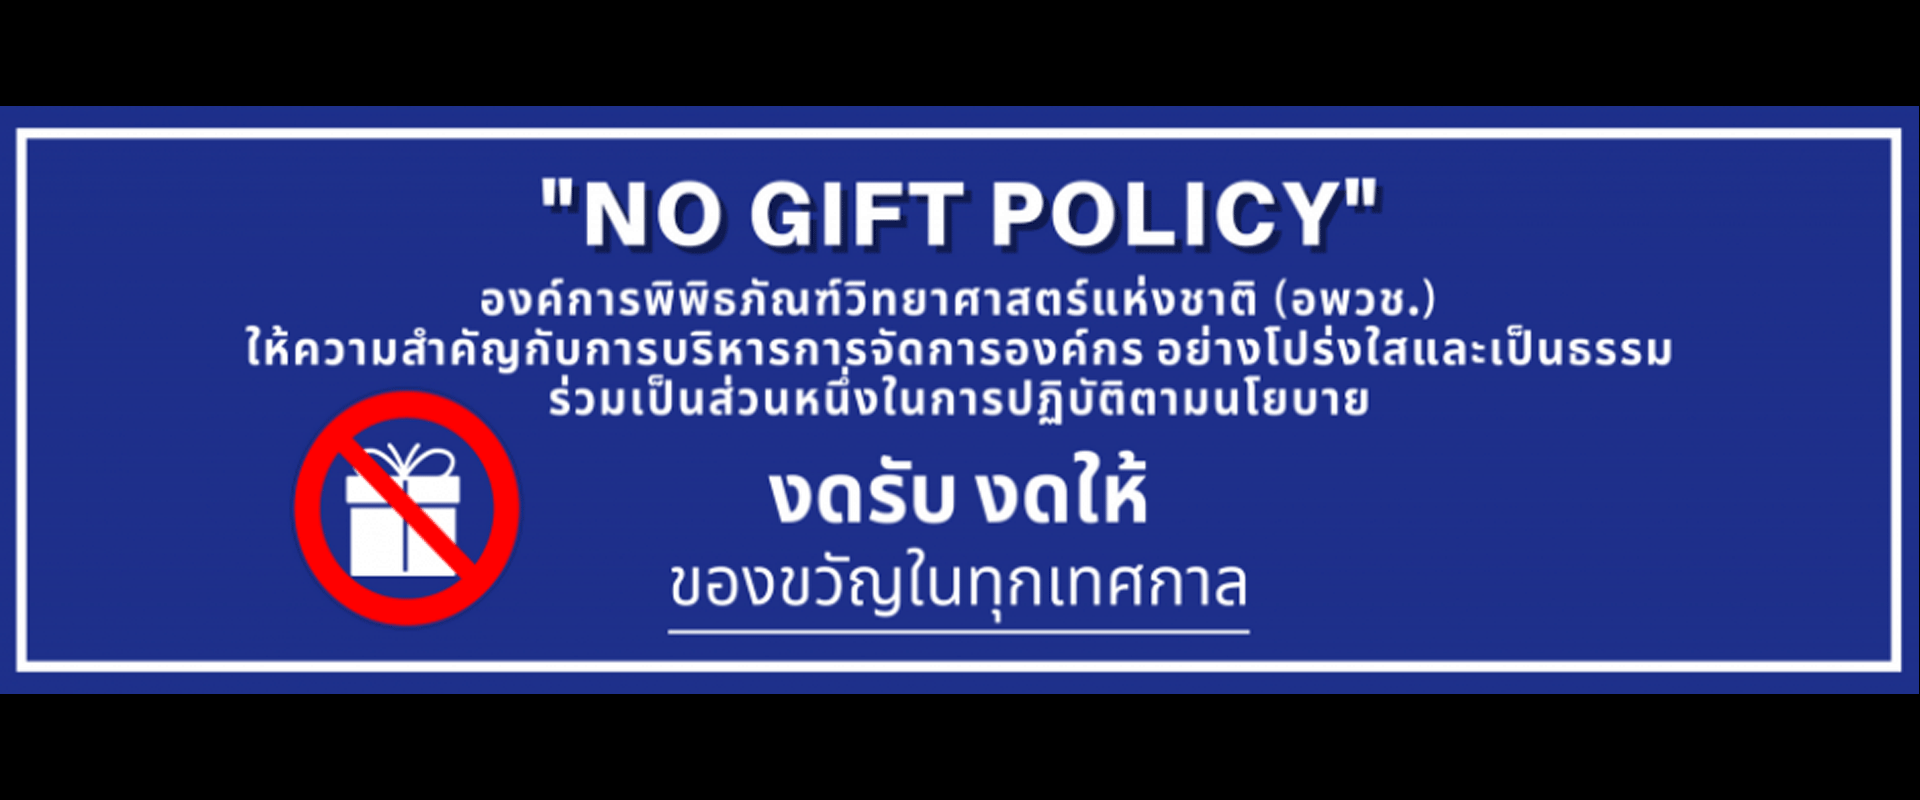 "NO GIFT POLICY"
องค์การพิพิธภัณฑ์วิทยาศาสตร์แห่งชาติ (อพวช.)
ให้ความสำคัญกับการบริหารการจัดการองค์กร อย่างโปร่งใสและเป็นธรรม
ร่วมเป็นส่วนหนึ่งในการปฏิบัติตามนโยบาย
งดรับ งดให้
ของขวัญในทุกเทศกาล